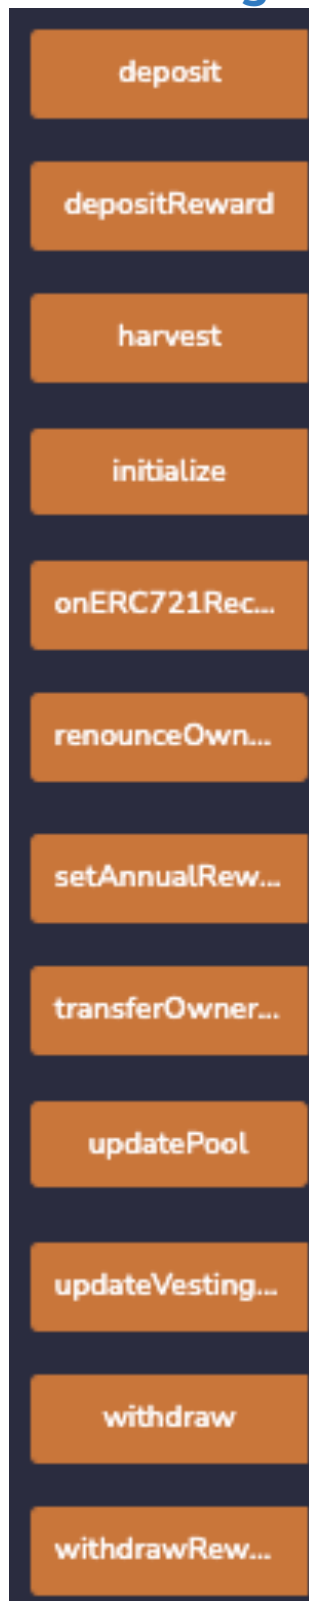 deposit
depositReward
harvest
initialize
onERC721Rec...
renounceOwn...
setAnnualRew...
transferOwner...
updatePool
updateVesting...
withdraw
withdrawRew...